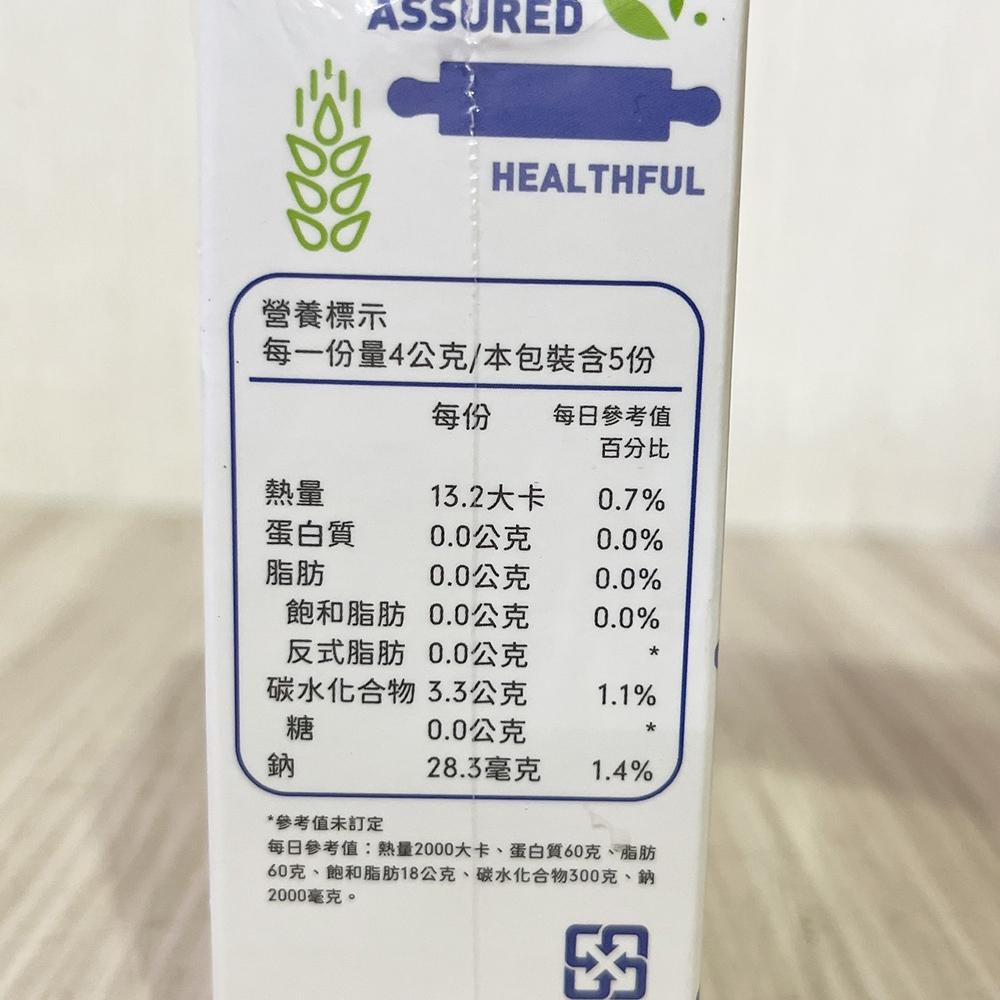 ASSURED
HEALTHFUL
營養標示
每一份量4公克/本包裝含5份
每份 每日參考值
百分比
熱量 13.2大卡 0.7%
蛋白質 0.0公克 0.0%
脂肪 0.0公克 0.0%
飽和脂肪 0.0公克 0.0%
反式脂肪 0.0公克 *
碳水化合物 3.3公克 1.1%
糖 0.0公克 *
鈉 28.3毫克 1.4%
*參考值未訂定
每日參考值：熱量2000大卡、蛋白質60克、脂肪
60克、飽和脂肪18公克、碳水化合物300克、鈉
2000毫克。